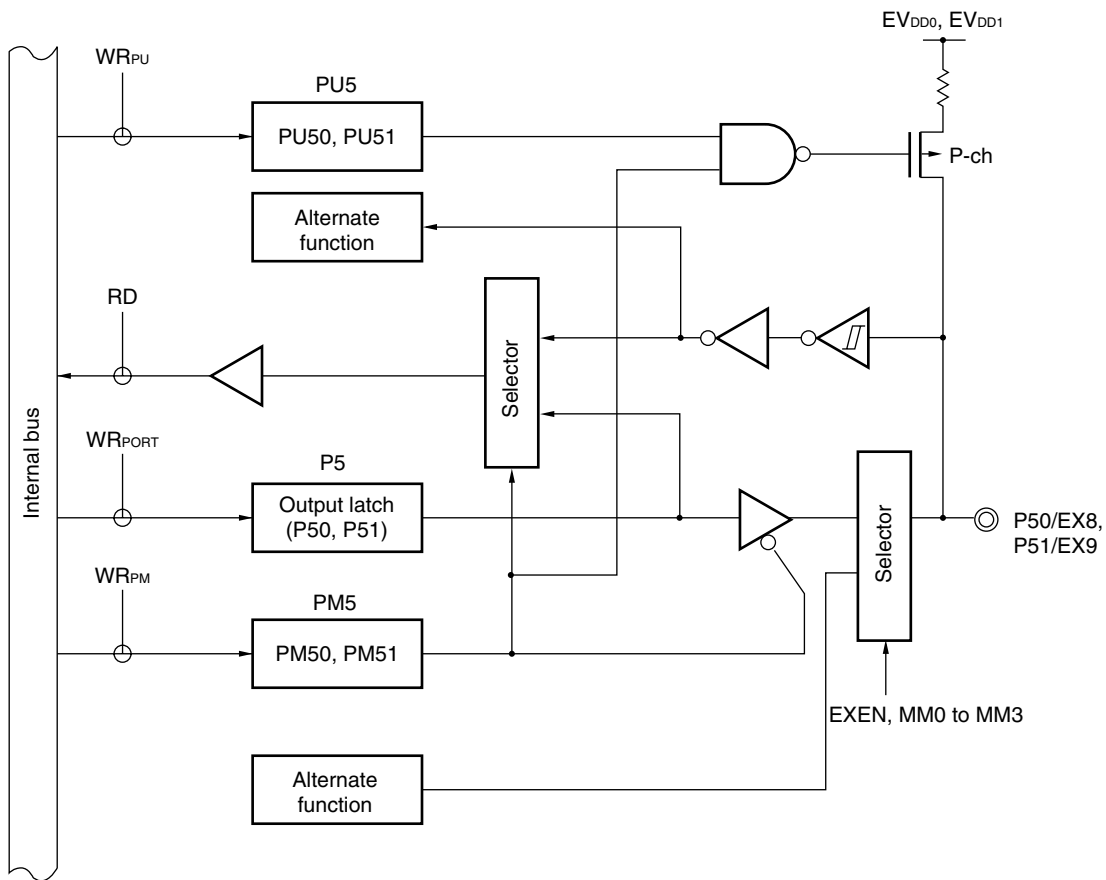 EVDD0, EVDD1
WRPU
PU5
PU50, PU51
P-ch
Alternate
function
RD
Selector
Internal bus
WRPORT
P5
Output latch
(P50, P51)
Selector
P50/EX8,
P51/EX9
WRPM
PM5
PM50, PM51
EXEN, MM0 to MM3
Alternate
function